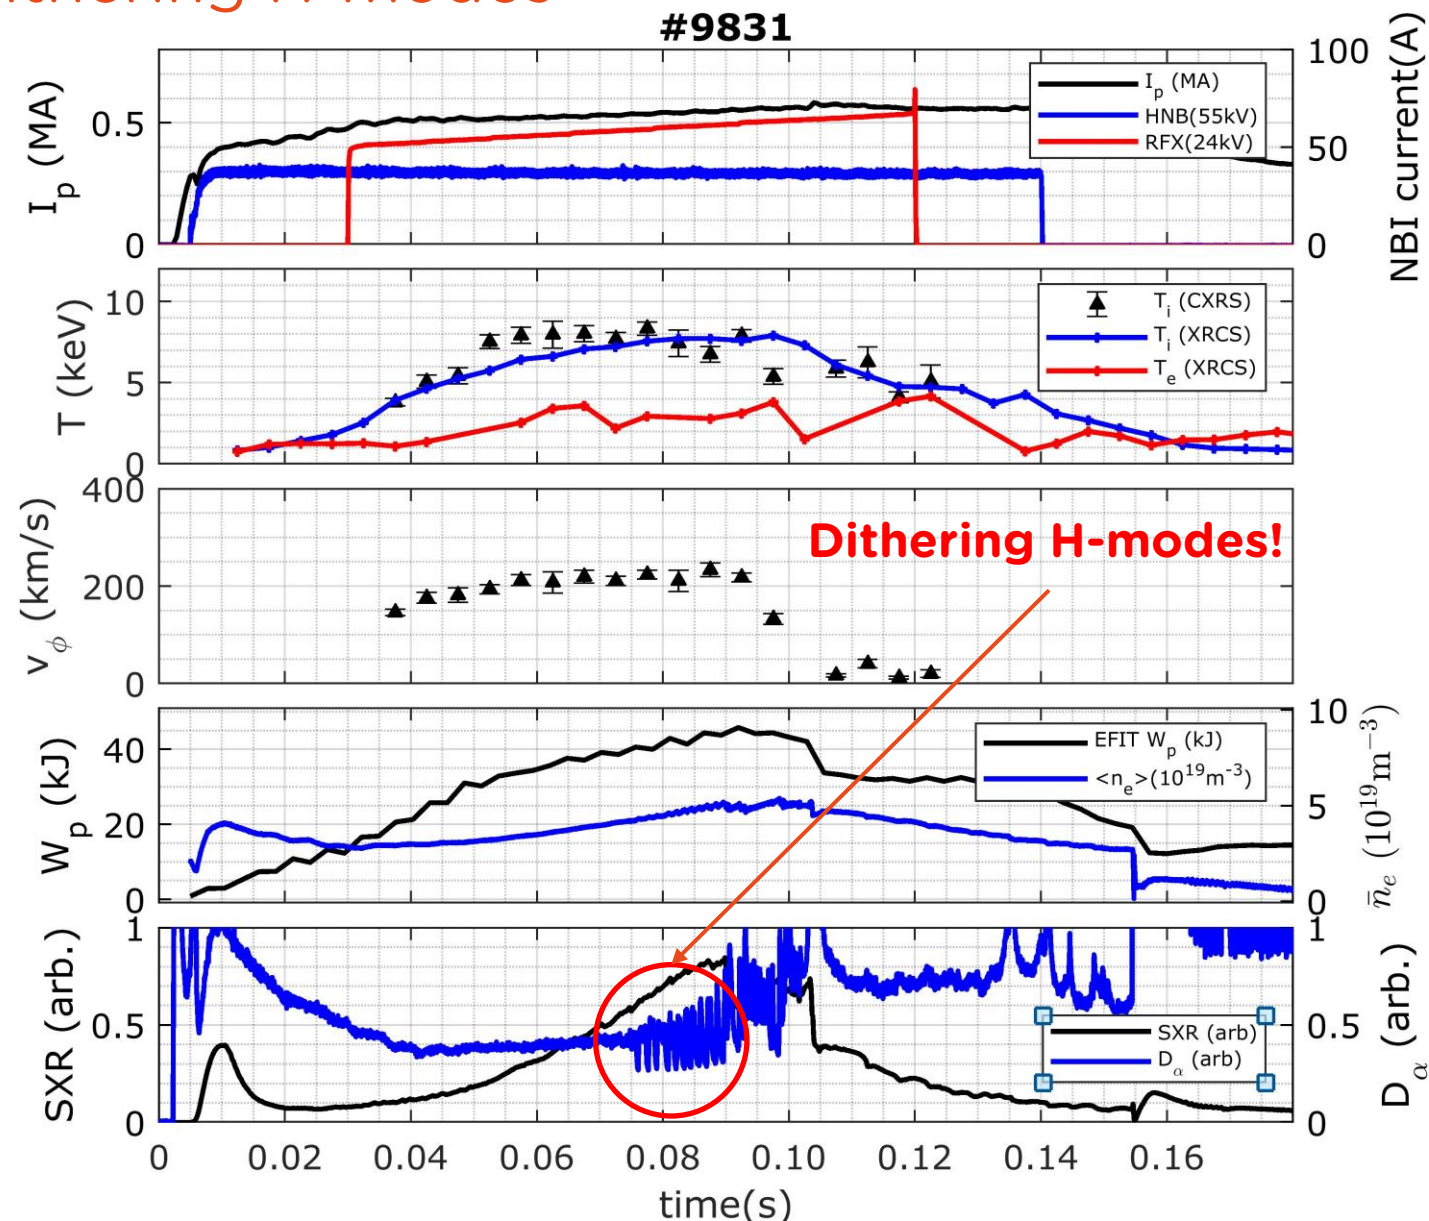 ithering H-modes
#9831
I_p (MA)
0.5
0
100
50
0
NBI current(A)
I_p (MA)
HNB(55kV)
RFX(24kV)
T (keV)
10
5
0
T_i (CXRS)
T_i (XRCS)
T_e (XRCS)
v_ϕ (km/s)
400
200
0
Dithering H-modes!
W_p (kJ)
40
20
0
10
5
0
n̄_e (10^19 m^−3)
EFIT W_p (kJ)
<n_e>(10^19m^-3)
SXR (arb.)
1
0.5
0
1
0.5
0
D_α (arb.)
SXR (arb)
D_α (arb)
0 0.02 0.04 0.06 0.08 0.10 0.12 0.14 0.16
time(s)